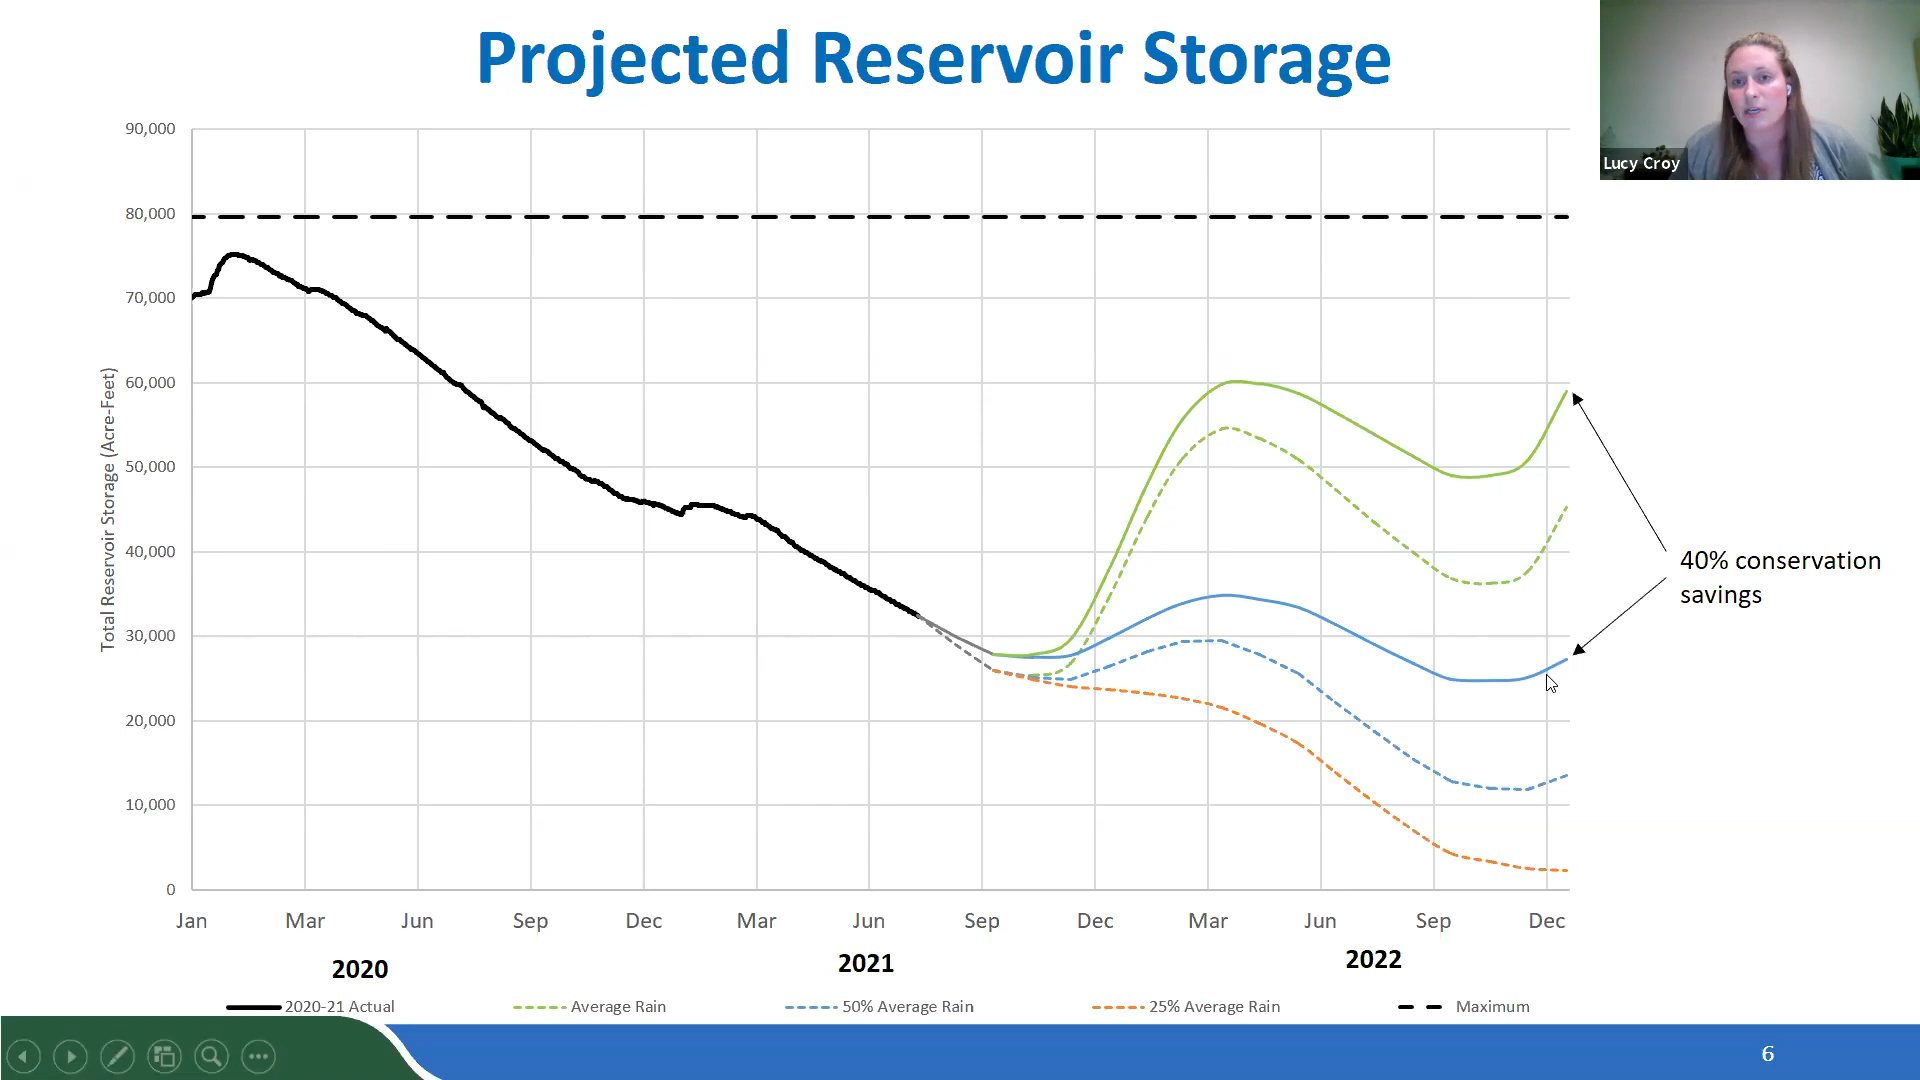 Projected Reservoir Storage
Lucy Croy
90,000
80,000
70,000
60,000
50,000
40,000
30,000
20,000
10,000
0
Total Reservoir Storage (Acre-Feet)
40% conservation
savings
Jan Mar Jun Sep Dec Mar Jun Sep Dec Mar Jun Sep Dec
2020 2021 2022
2020-21 Actual Average Rain 50% Average Rain 25% Average Rain Maximum
6